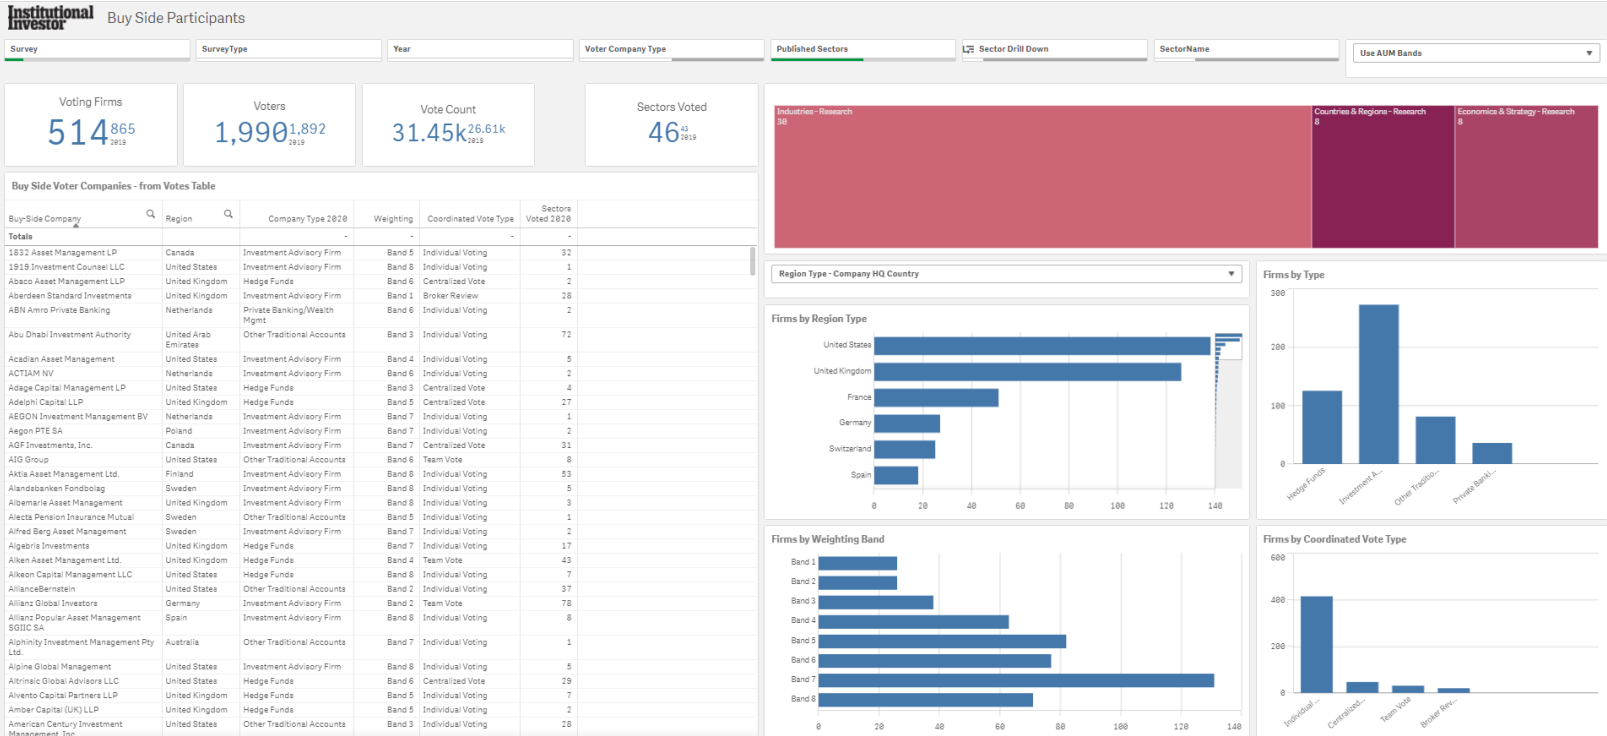 Institutional
Investor
Buy Side Participants
Survey
SurveyType
Year
Voter Company Type
Published Sectors
Sector Drill Down
SectorName
Use AUM Bands
Voting Firms
514 865
2019
Voters
1,990 1,892
2019
Vote Count
31.45k 26.61k
2019
Sectors Voted
46 43
2019
Industries - Research
30
Countries & Regions - Research
8
Economics & Strategy - Research
8
Buy Side Voter Companies - from Votes Table
Buy-Side Company Region Company Type 2020 Weighting Coordinated Vote Type Sectors Voted 2020
Totals - - - -
1832 Asset Management LP Canada Investment Advisory Firm Band 5 Individual Voting 32
1919 Investment Counsel LLC United States Investment Advisory Firm Band 8 Individual Voting 1
Abaco Asset Management LLP United Kingdom Hedge Funds Band 6 Centralized Vote 2
Aberdeen Standard Investments United Kingdom Investment Advisory Firm Band 1 Broker Review 28
ABN Amro Private Banking Netherlands Private Banking/Wealth Mgmt Band 6 Individual Voting 2
Abu Dhabi Investment Authority United Arab Emirates Other Traditional Accounts Band 3 Individual Voting 72
Acadian Asset Management United States Investment Advisory Firm Band 4 Individual Voting 5
ACTIAM NV Netherlands Investment Advisory Firm Band 6 Individual Voting 2
Adage Capital Management LP United States Hedge Funds Band 3 Centralized Vote 4
Adelphi Capital LLP United Kingdom Hedge Funds Band 5 Centralized Vote 27
AEGON Investment Management BV Netherlands Investment Advisory Firm Band 7 Individual Voting 1
Aegon PTE SA Poland Investment Advisory Firm Band 7 Individual Voting 2
AGF Investments, Inc. Canada Investment Advisory Firm Band 7 Centralized Vote 31
AIG Group United States Other Traditional Accounts Band 6 Team Vote 8
Aktia Asset Management Ltd. Finland Investment Advisory Firm Band 8 Individual Voting 53
Alandsbanken Fondbolag Sweden Investment Advisory Firm Band 8 Individual Voting 5
Albemarle Asset Management United Kingdom Investment Advisory Firm Band 8 Individual Voting 3
Alecta Pension Insurance Mutual Sweden Other Traditional Accounts Band 5 Individual Voting 1
Alfred Berg Asset Management Sweden Investment Advisory Firm Band 7 Individual Voting 2
Algebris Investments United Kingdom Hedge Funds Band 7 Individual Voting 17
Alken Asset Management Ltd. United Kingdom Hedge Funds Band 4 Team Vote 43
Alkeon Capital Management LLC United States Hedge Funds Band 8 Individual Voting 7
AllianceBernstein United States Other Traditional Accounts Band 2 Individual Voting 37
Allianz Global Investors Germany Investment Advisory Firm Band 2 Team Vote 78
Allianz Popular Asset Management SGIIC SA Spain Investment Advisory Firm Band 8 Individual Voting 8
Alphinity Investment Management Pty Ltd. Australia Other Traditional Accounts Band 7 Individual Voting 1
Alpine Global Management United States Investment Advisory Firm Band 8 Individual Voting 5
Altrinsic Global Advisors LLC United States Hedge Funds Band 6 Centralized Vote 29
Alvento Capital Partners LLP United Kingdom Hedge Funds Band 5 Individual Voting 7
Amber Capital (UK) LLP United Kingdom Hedge Funds Band 5 Individual Voting 2
American Century Investment Management, Inc. United States Other Traditional Accounts Band 3 Individual Voting 28
Region Type - Company HQ Country
Firms by Region Type
United States
United Kingdom
France
Germany
Switzerland
Spain
0 20 40 60 80 100 120 140
Firms by Type
300
200
100
0
Hedge Funds
Investment A...
Other Traditio...
Private Banki...
Firms by Weighting Band
Band 1
Band 2
Band 3
Band 4
Band 5
Band 6
Band 7
Band 8
0 20 40 60 80 100 120 140
Firms by Coordinated Vote Type
600
400
200
0
Individual ...
Centralized...
Team Vote
Broker Rev...